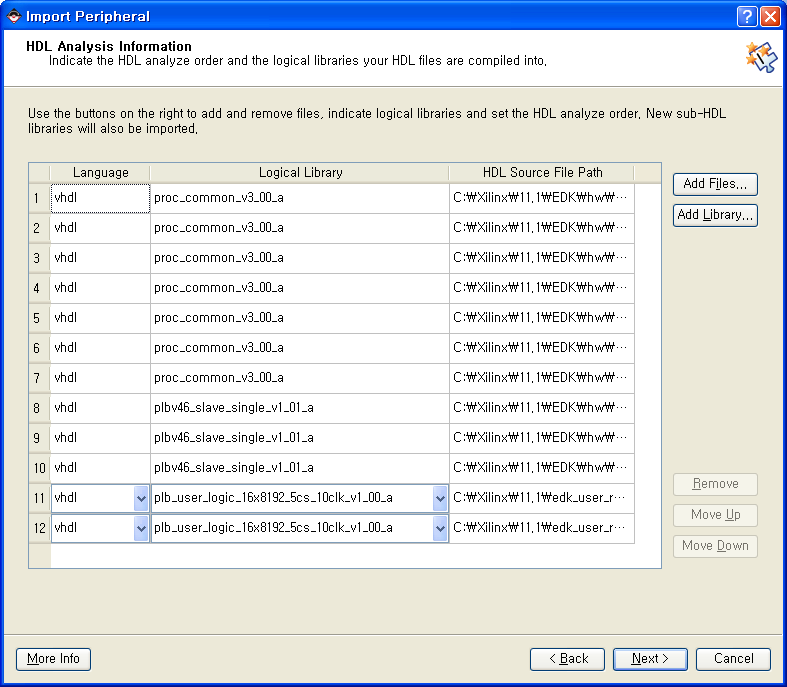 Import Peripheral
HDL Analysis Information
Indicate the HDL analyze order and the logical libraries your HDL files are compiled into.
Use the buttons on the right to add and remove files, indicate logical libraries and set the HDL analyze order. New sub-HDL
libraries will also be imported.
Language Logical Library HDL Source File Path
1 vhdl proc_common_v3_00_a C:₩Xilinx₩11.1₩EDK₩hw₩···
2 vhdl proc_common_v3_00_a C:₩Xilinx₩11.1₩EDK₩hw₩···
3 vhdl proc_common_v3_00_a C:₩Xilinx₩11.1₩EDK₩hw₩···
4 vhdl proc_common_v3_00_a C:₩Xilinx₩11.1₩EDK₩hw₩···
5 vhdl proc_common_v3_00_a C:₩Xilinx₩11.1₩EDK₩hw₩···
6 vhdl proc_common_v3_00_a C:₩Xilinx₩11.1₩EDK₩hw₩···
7 vhdl proc_common_v3_00_a C:₩Xilinx₩11.1₩EDK₩hw₩···
8 vhdl plbv46_slave_single_v1_01_a C:₩Xilinx₩11.1₩EDK₩hw₩···
9 vhdl plbv46_slave_single_v1_01_a C:₩Xilinx₩11.1₩EDK₩hw₩···
10 vhdl plbv46_slave_single_v1_01_a C:₩Xilinx₩11.1₩EDK₩hw₩···
11 vhdl plb_user_logic_16x8192_5cs_10clk_v1_00_a C:₩Xilinx₩11.1₩edk_user_r···
12 vhdl plb_user_logic_16x8192_5cs_10clk_v1_00_a C:₩Xilinx₩11.1₩edk_user_r···
Add Files...
Add Library...
Remove
Move Up
Move Down
More Info
< Back
Next >
Cancel